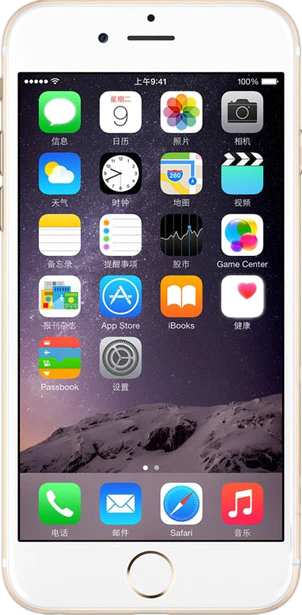 上午9:41 100%
星期二
9
280
信息 日历 照片 相机
天气 时钟 地图 视频
备忘录 提醒事项 股市 Game Center
报刊杂志 App Store iBooks 健康
Passbook 设置
电话 邮件 Safari 音乐